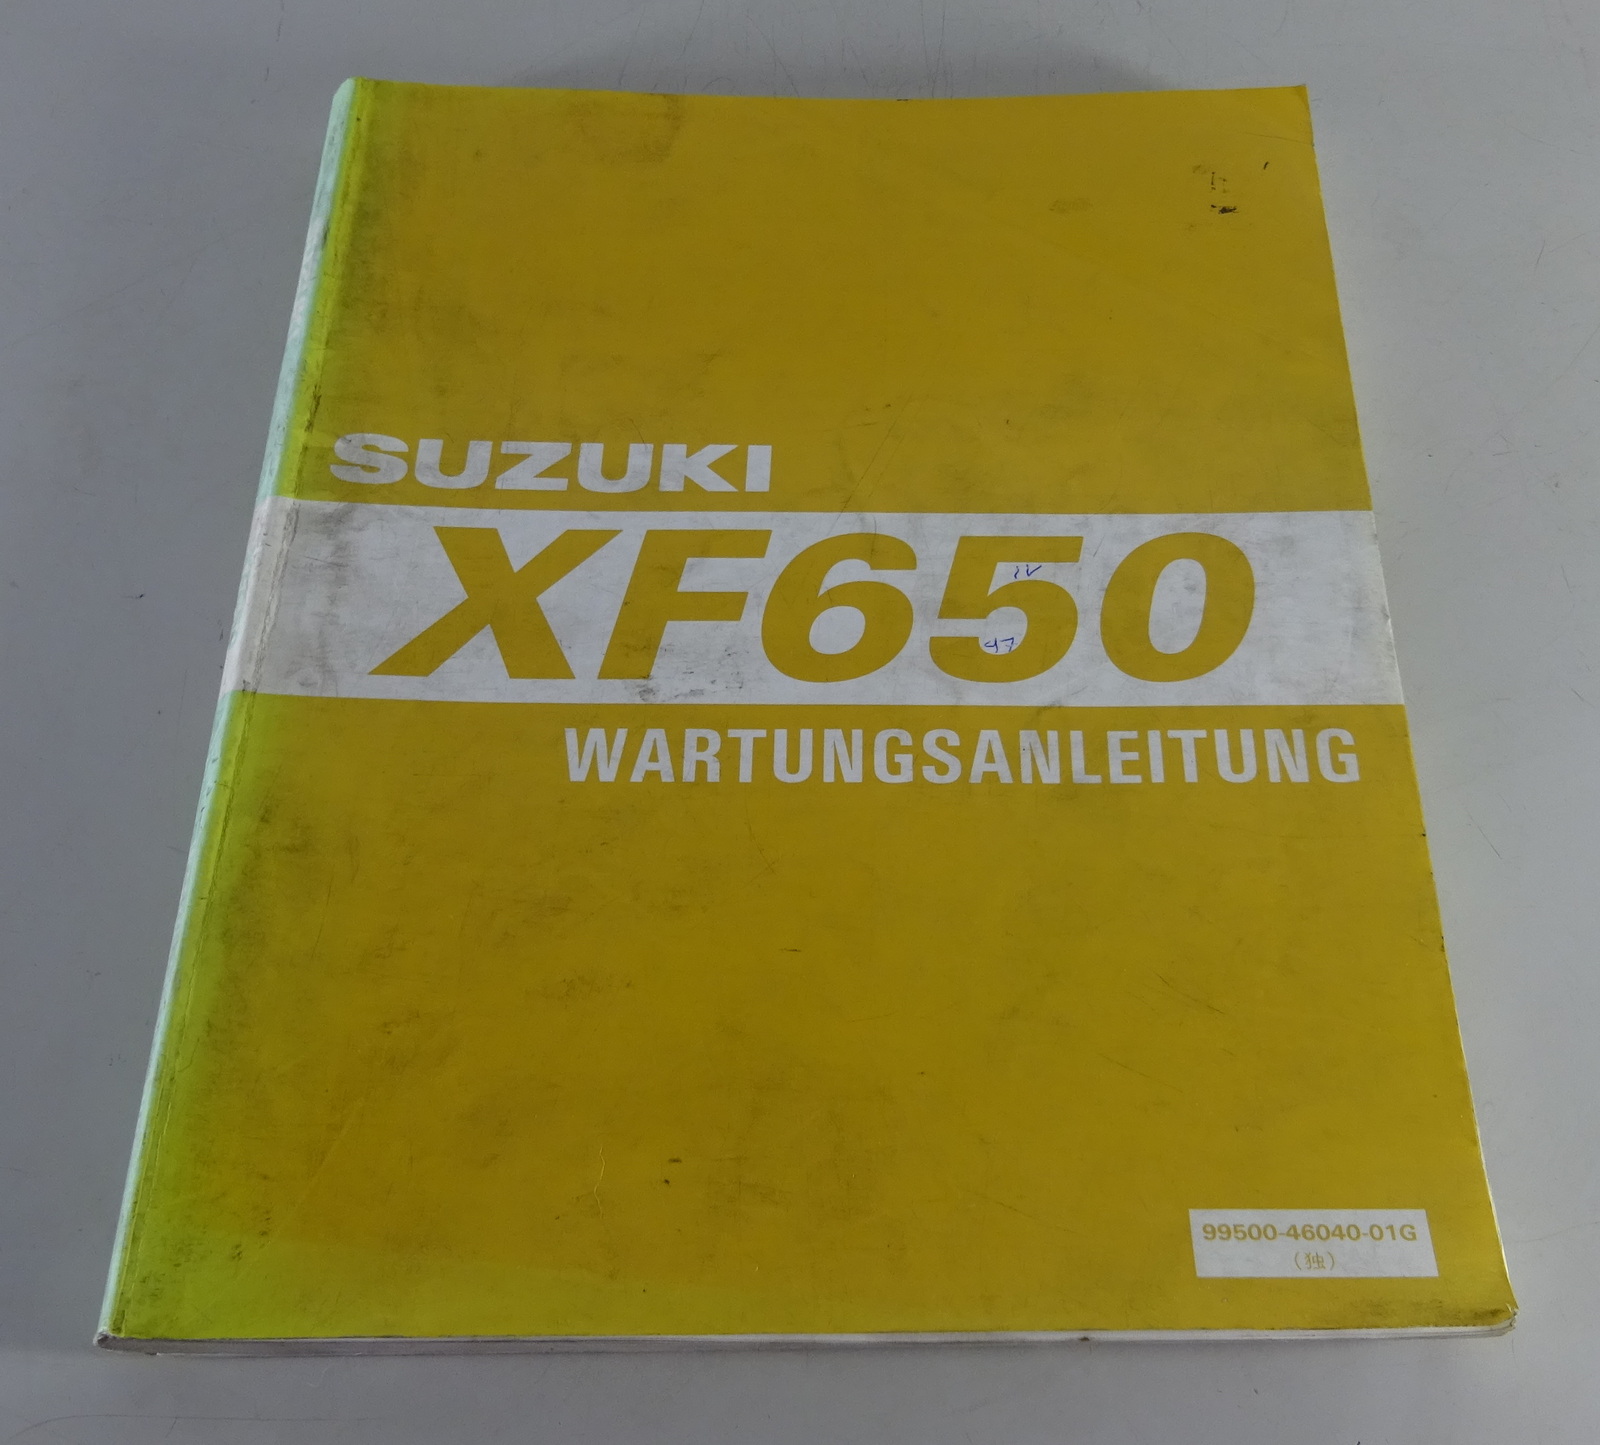 SUZUKI
XF650
WARTUNGSANLEITUNG
99500-46040-01G
(独)